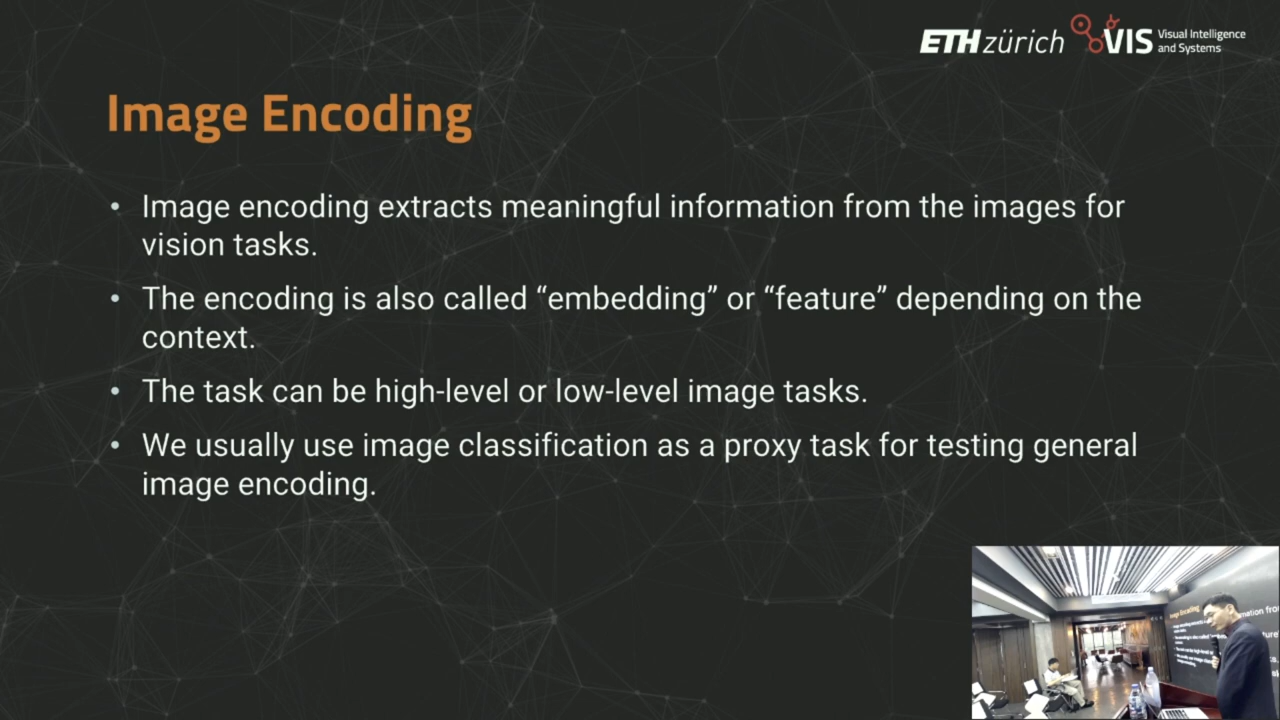 ETH zürich VIS Visual Intelligence
and Systems
Image Encoding
• Image encoding extracts meaningful information from the images for
vision tasks.
• The encoding is also called “embedding” or “feature” depending on the
context.
• The task can be high-level or low-level image tasks.
• We usually use image classification as a proxy task for testing general
image encoding.
Image Encoding